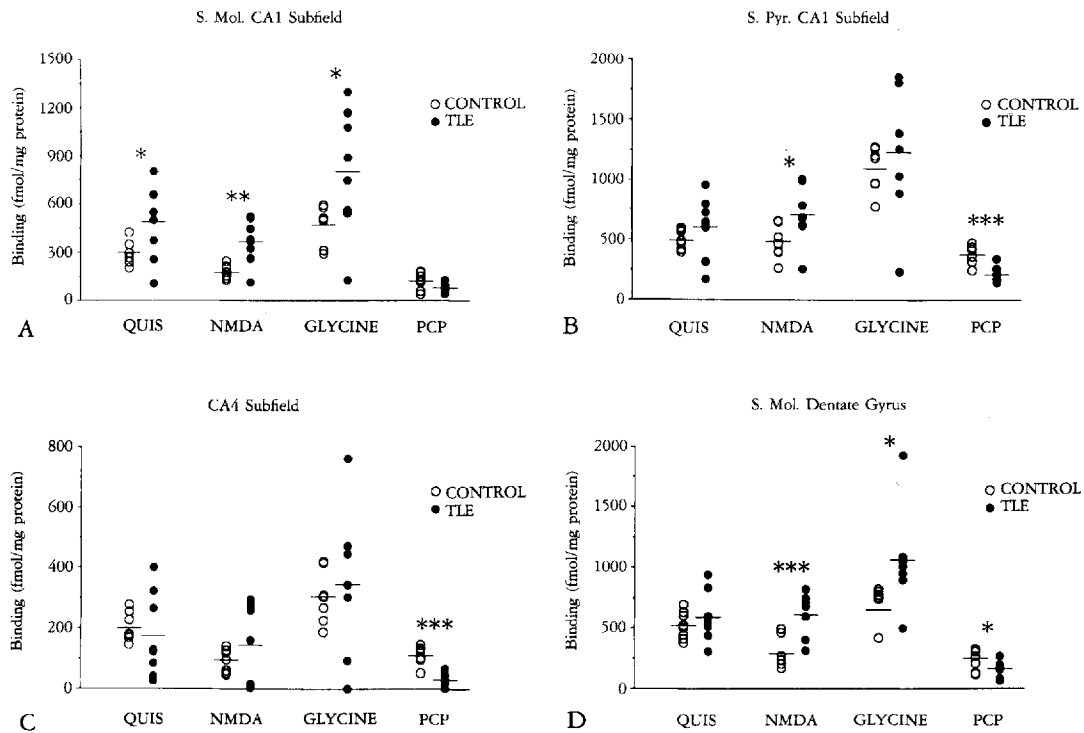 S. Mol. CA1 Subfield
1500
1200
900
600
300
0
Binding (fmol/mg protein)
*
**
*
○ CONTROL
● TLE
QUIS NMDA GLYCINE PCP
A
S. Pyr. CA1 Subfield
2000
1500
1000
500
0
Binding (fmol/mg protein)
*
***
○ CONTROL
● TLE
QUIS NMDA GLYCINE PCP
B
CA4 Subfield
800
600
400
200
0
Binding (fmol/mg protein)
***
○ CONTROL
● TLE
QUIS NMDA GLYCINE PCP
C
S. Mol. Dentate Gyrus
2000
1500
1000
500
0
Binding (fmol/mg protein)
***
*
*
○ CONTROL
● TLE
QUIS NMDA GLYCINE PCP
D